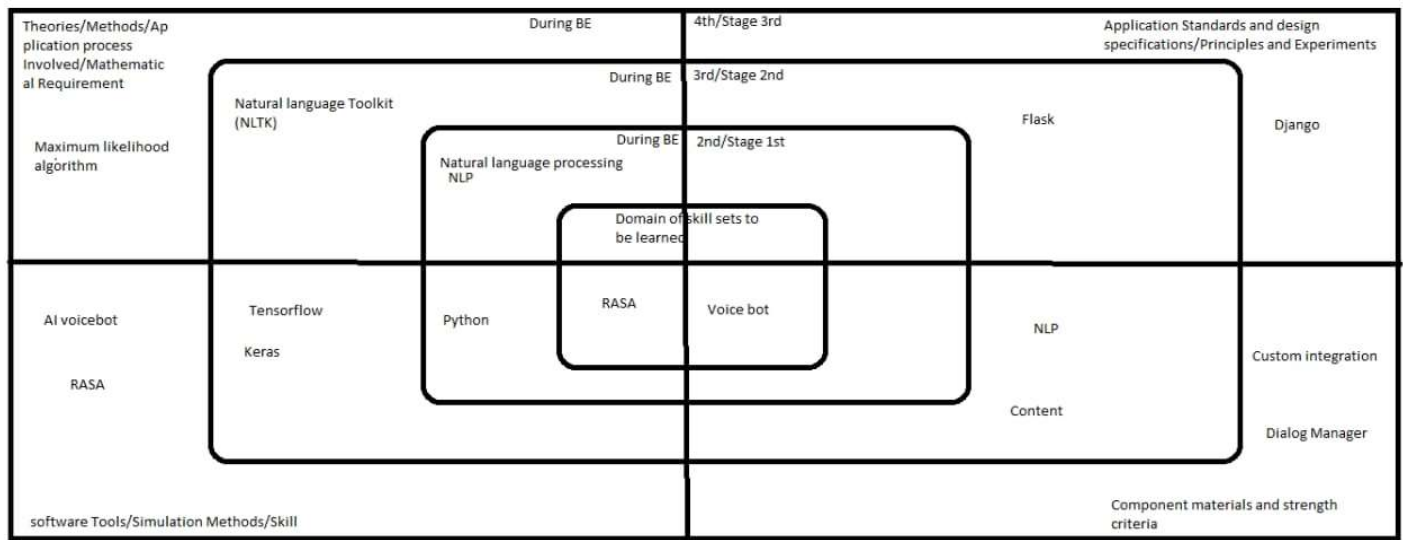 Theories/Methods/Ap
plication process
Involved/Mathematic
al Requirement
During BE
4th/Stage 3rd
Application Standards and design
specifications/Principles and Experiments
During BE
3rd/Stage 2nd
Natural language Toolkit
(NLTK)
Flask
Django
Maximum likelihood
algorithm
During BE
2nd/Stage 1st
Natural language processing
NLP
Domain of skill sets to
be learned
AI voicebot
RASA
Tensorflow
Keras
Python
RASA
Voice bot
NLP
Content
Custom integration
Dialog Manager
software Tools/Simulation Methods/Skill
Component materials and strength
criteria